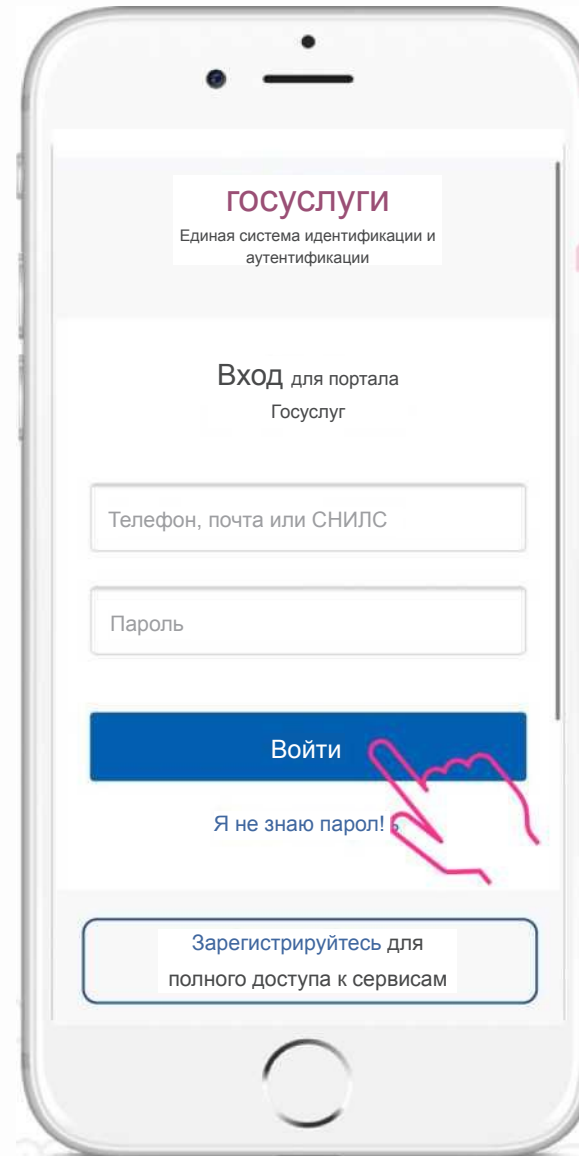 госуслуги
Единая система идентификации и
аутентификации
Вход для портала
Госуслуг
Телефон, почта или СНИЛС
Пароль
Войти
Я не знаю парол! ь
Зарегистрируйтесь для
полного доступа к сервисам